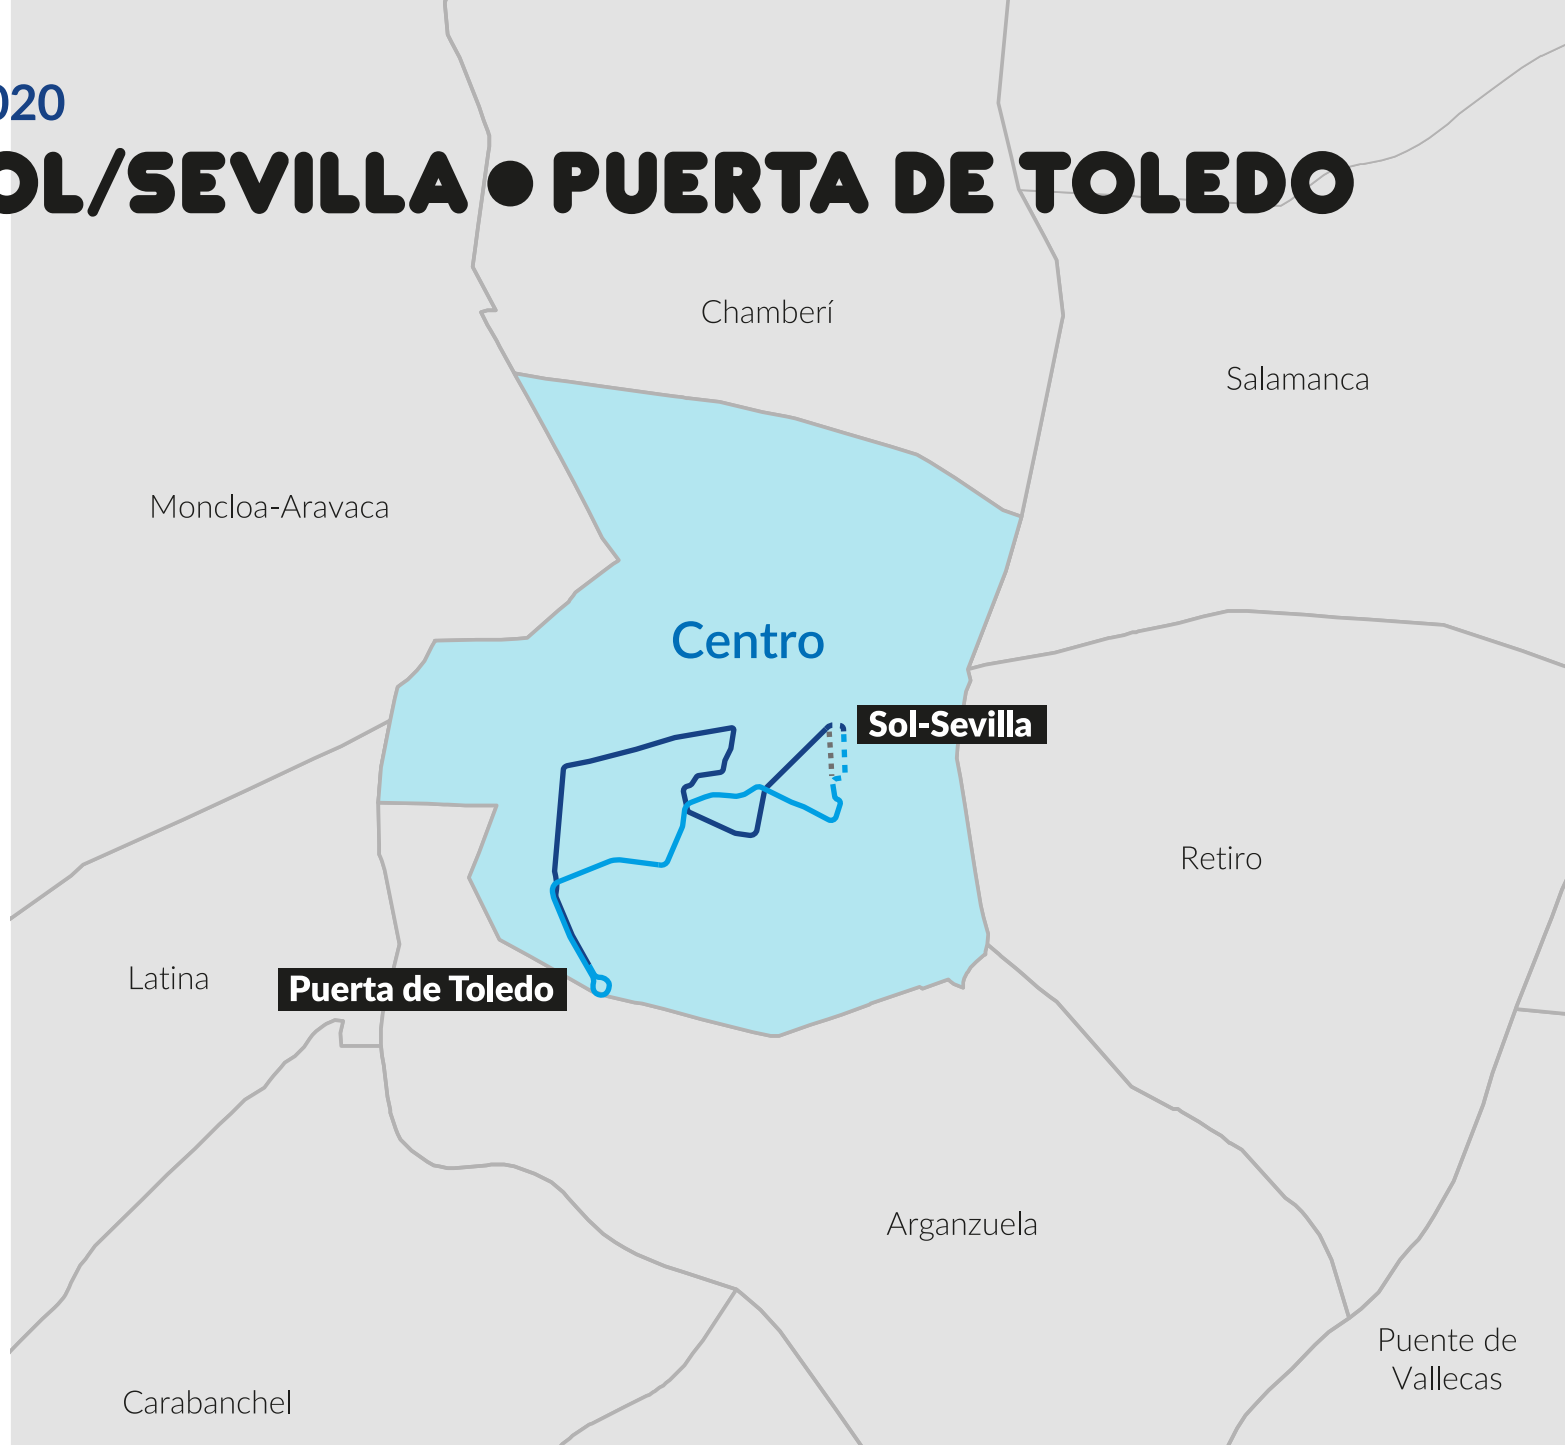 020
OL/SEVILLA ● PUERTA DE TOLEDO
Chamberí
Salamanca
Moncloa-Aravaca
Centro
Sol-Sevilla
Retiro
Latina
Puerta de Toledo
Arganzuela
Puente de
Vallecas
Carabanchel